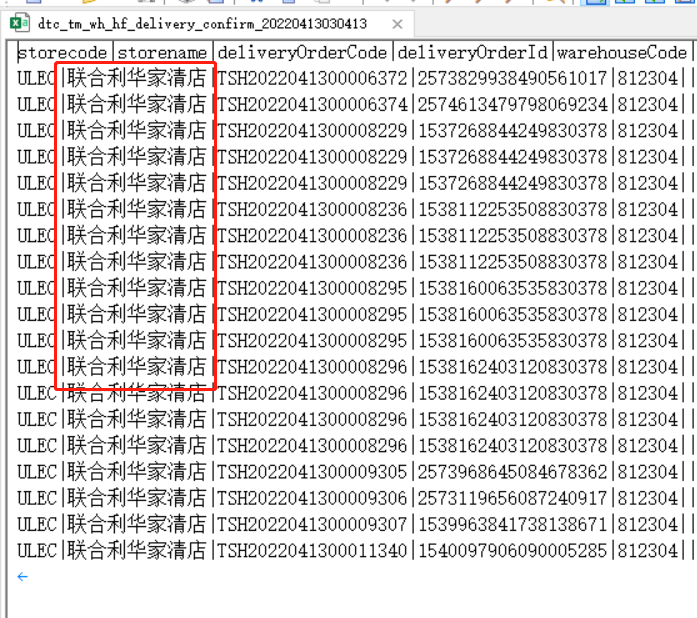 dtc_tm_wh_hf_delivery_confirm_20220413030413
storecode|storename|deliveryOrderCode|deliveryOrderId|warehouseCode|
ULEC|联合利华家清店|TSH2022041300006372|2573829938490561017|812304||
ULEC|联合利华家清店|TSH2022041300006374|2574613479798069234|812304||
ULEC|联合利华家清店|TSH2022041300008229|1537268844249830378|812304||
ULEC|联合利华家清店|TSH2022041300008229|1537268844249830378|812304||
ULEC|联合利华家清店|TSH2022041300008229|1537268844249830378|812304||
ULEC|联合利华家清店|TSH2022041300008236|1538112253508830378|812304||
ULEC|联合利华家清店|TSH2022041300008236|1538112253508830378|812304||
ULEC|联合利华家清店|TSH2022041300008236|1538112253508830378|812304||
ULEC|联合利华家清店|TSH2022041300008295|1538160063535830378|812304||
ULEC|联合利华家清店|TSH2022041300008295|1538160063535830378|812304||
ULEC|联合利华家清店|TSH2022041300008295|1538160063535830378|812304||
ULEC|联合利华家清店|TSH2022041300008296|1538162403120830378|812304||
ULEC|联合利华家清店|TSH2022041300008296|1538162403120830378|812304||
ULEC|联合利华家清店|TSH2022041300008296|1538162403120830378|812304||
ULEC|联合利华家清店|TSH2022041300008296|1538162403120830378|812304||
ULEC|联合利华家清店|TSH2022041300009305|2573968645084678362|812304||
ULEC|联合利华家清店|TSH2022041300009306|2573119656087240917|812304||
ULEC|联合利华家清店|TSH2022041300009307|1539963841738138671|812304||
ULEC|联合利华家清店|TSH2022041300011340|1540097906090005285|812304||